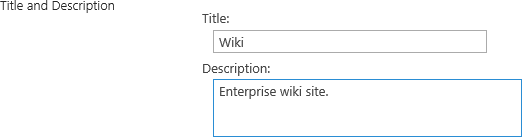 Title and Description
Title:
Wiki
Description:
Enterprise wiki site.